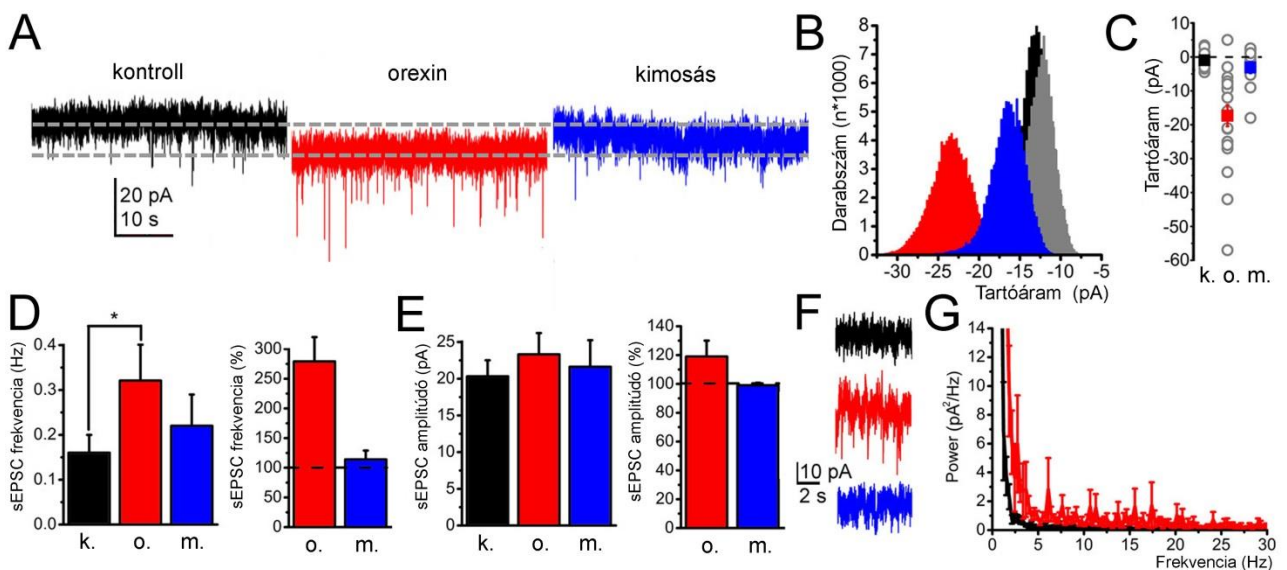 A
kontroll
orexin
kimosás
20 pA
10 s
B
Darabszám (n*1000)
8
7
6
5
4
3
2
1
0
-30 -25 -20 -15 -10 -5
Tartóáram (pA)
C
Tartóáram (pA)
10
0
-10
-20
-30
-40
-50
-60
k. o. m.
D
*
sEPSC frekvencia (Hz)
0.4
0.3
0.2
0.1
0.0
k. o. m.
sEPSC frekvencia (%)
300
250
200
150
100
50
0
o. m.
E
sEPSC amplitúdó (pA)
25
20
15
10
5
0
k. o. m.
sEPSC amplitúdó (%)
140
120
100
80
60
40
20
0
o. m.
F
10 pA
2 s
G
Power (pA²/Hz)
14
12
10
8
6
4
2
0
0 5 10 15 20 25 30
Frekvencia (Hz)